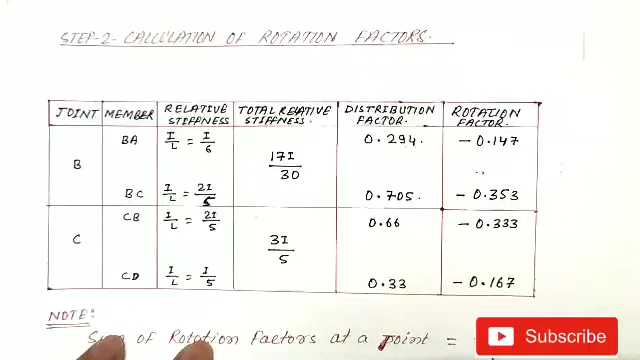 STEP-2- CALCULATION OF ROTATION FACTORS.
JOINT MEMBER RELATIVE STIFFNESS TOTAL RELATIVE STIFFNESS. DISTRIBUTION FACTOR. ROTATION FACTOR.
B BA I/L = I/6 17I/30 0.294. - 0.147
BC I/L = 2I/5 0.705. - 0.353
C CB I/L = 2I/5 3I/5 0.66 - 0.333
CD I/L = I/5 0.33 - 0.167
NOTE:
of Rotation Factors at a point =
Subscribe